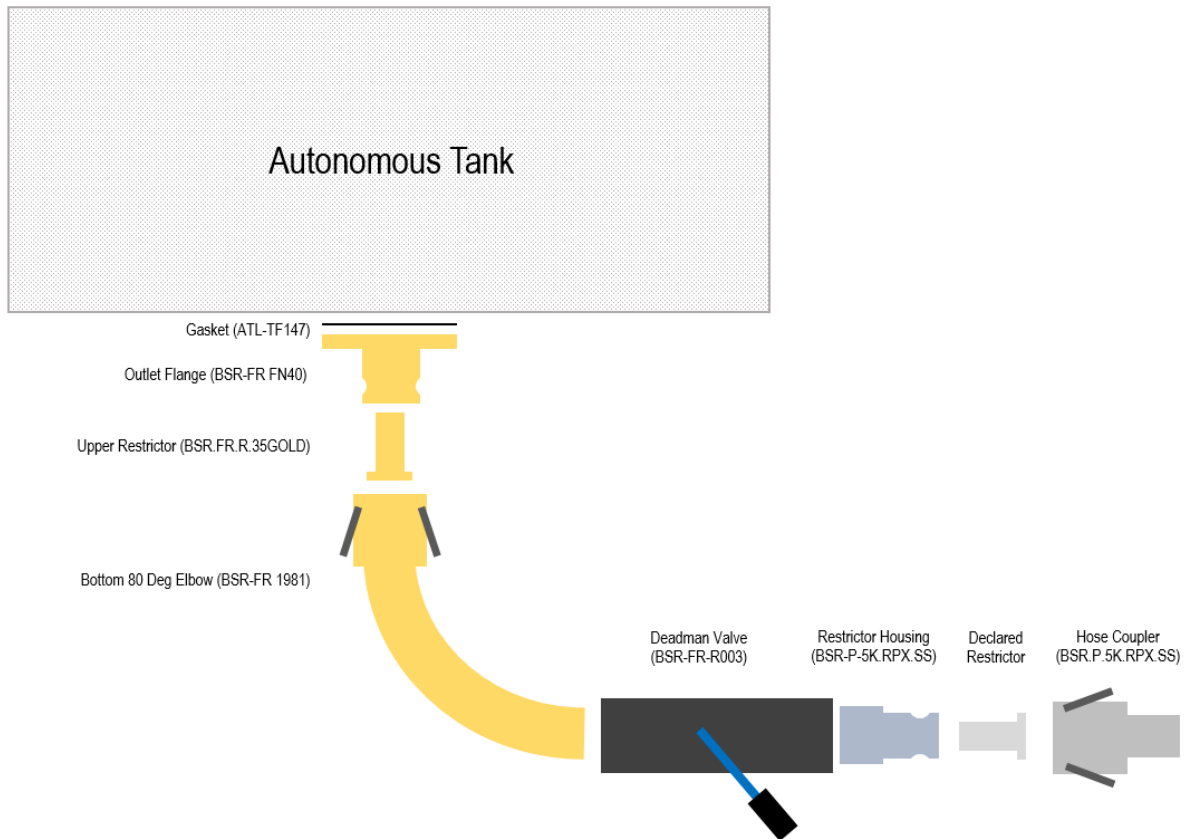 Autonomous Tank
Gasket (ATL-TF147)
Outlet Flange (BSR-FR FN40)
Upper Restrictor (BSR.FR.R.35GOLD)
Bottom 80 Deg Elbow (BSR-FR 1981)
Deadman Valve
(BSR-FR-R003)
Restrictor Housing
(BSR-P-5K.RPX.SS)
Declared
Restrictor
Hose Coupler
(BSR.P.5K.RPX.SS)